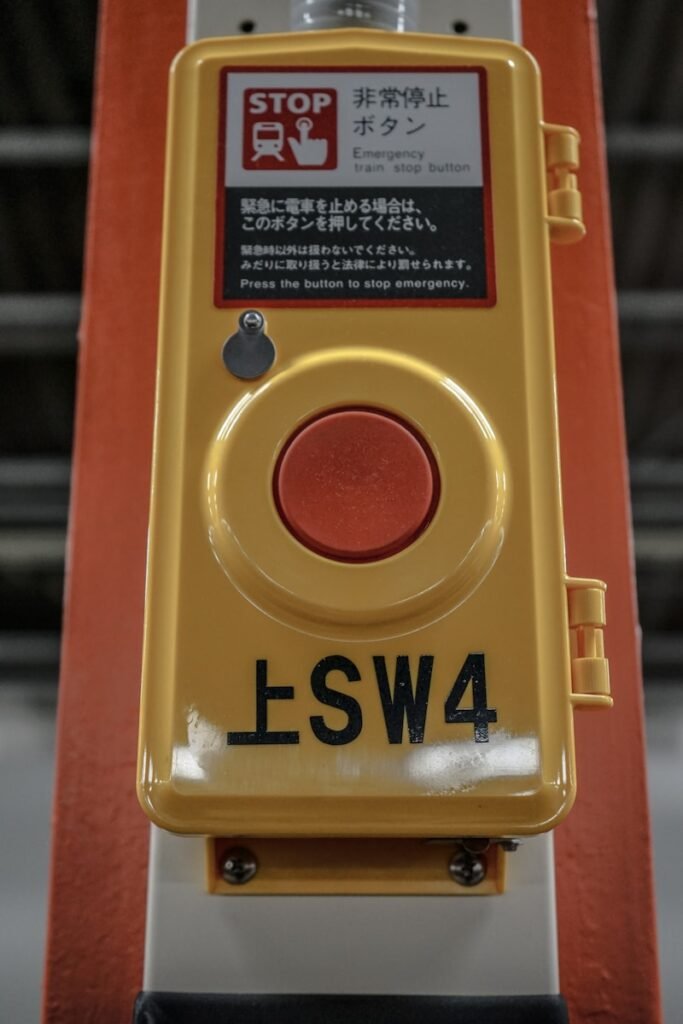 STOP
非常停止
ボタン
Emergency
train stop button
緊急に電車を止める場合は、
このボタンを押してください。
緊急時以外は扱わないでください。
みだりに取り扱うと法律により罰せられます。
Press the button to stop emergency.
上SW4